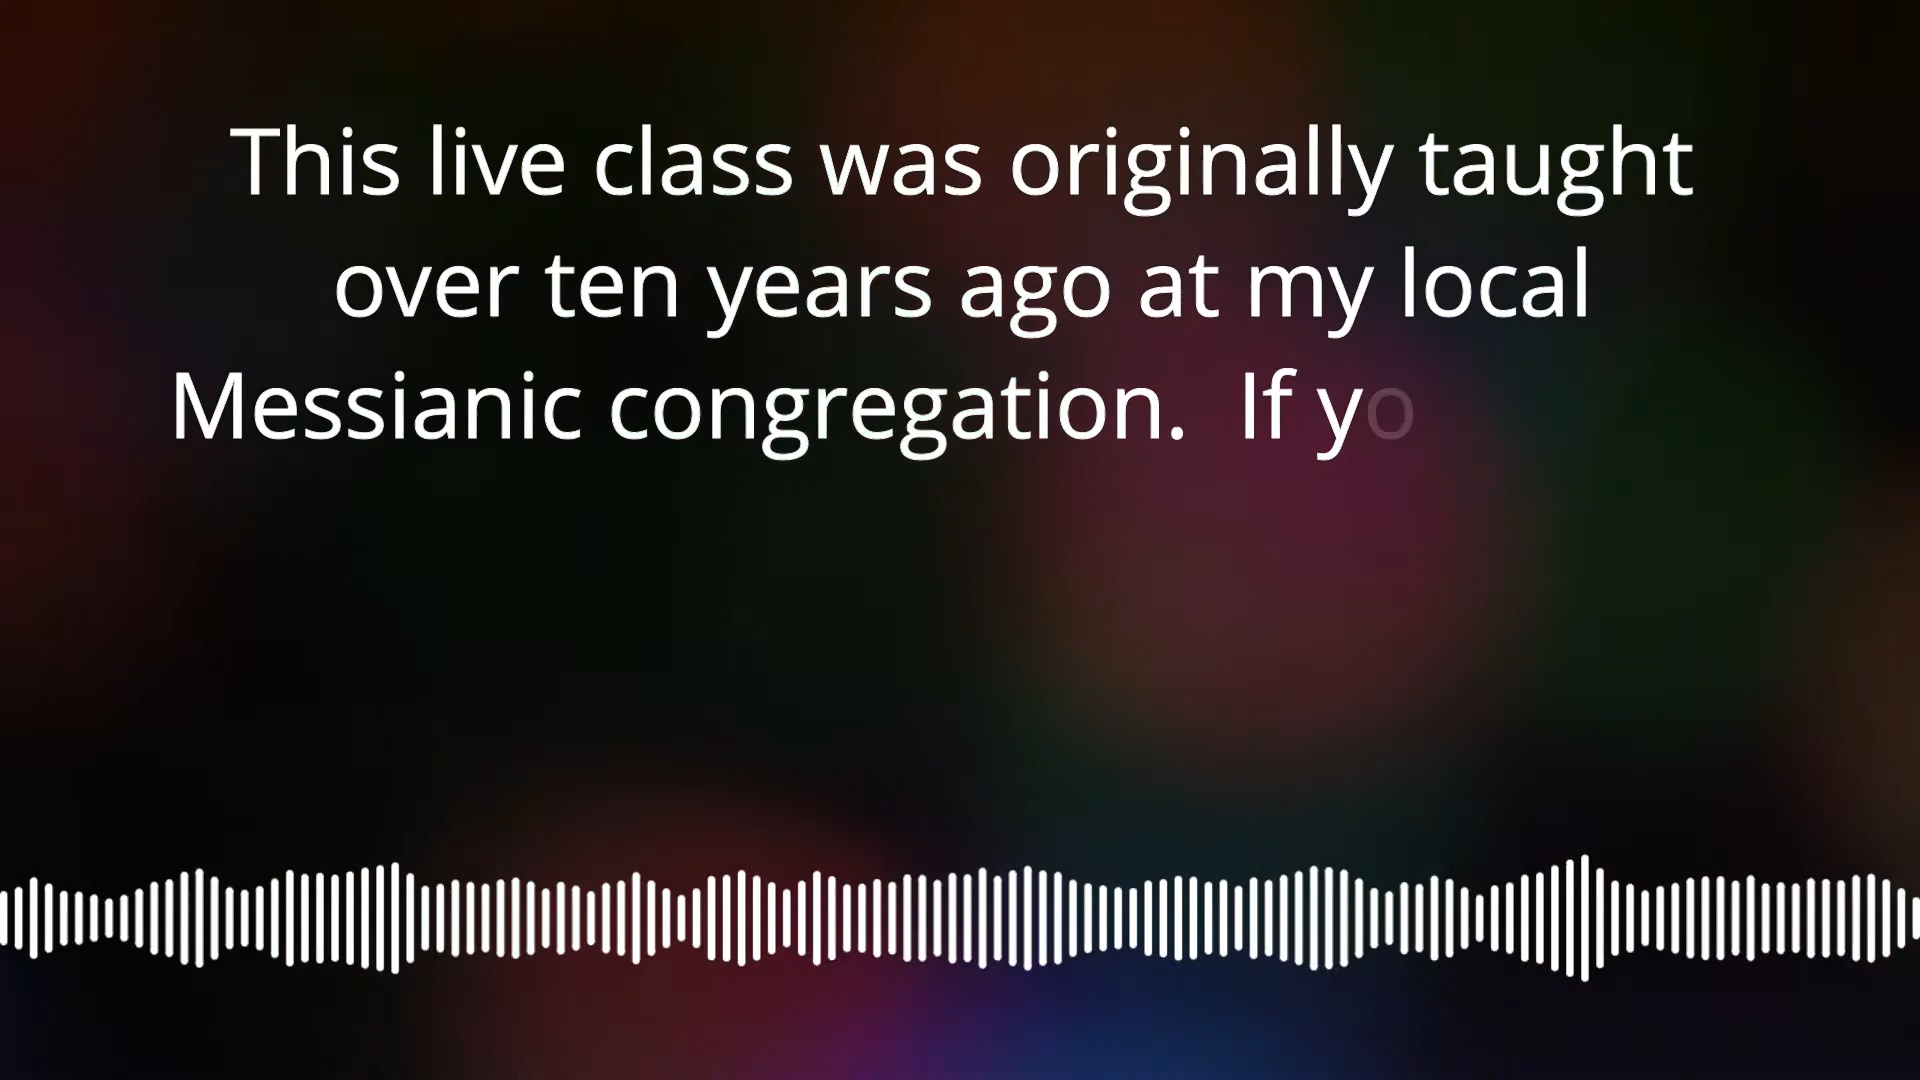 This live class was originally taught
over ten years ago at my local
Messianic congregation.  If yo